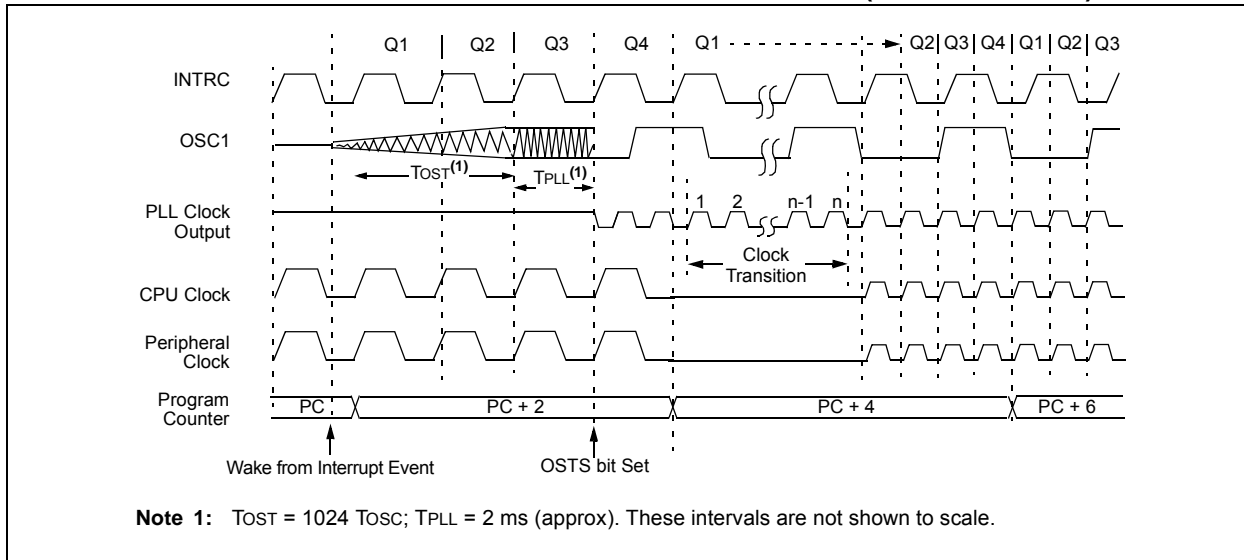 Q1 Q2 Q3 Q4 Q1 Q2 Q3 Q4 Q1 Q2 Q3
INTRC
OSC1
TOST(1) TPLL(1)
PLL Clock
Output
1 2 n-1 n
Clock
Transition
CPU Clock
Peripheral
Clock
Program
Counter
PC PC + 2 PC + 4 PC + 6
Wake from Interrupt Event OSTS bit Set
Note 1: TOST = 1024 TOSC; TPLL = 2 ms (approx). These intervals are not shown to scale.